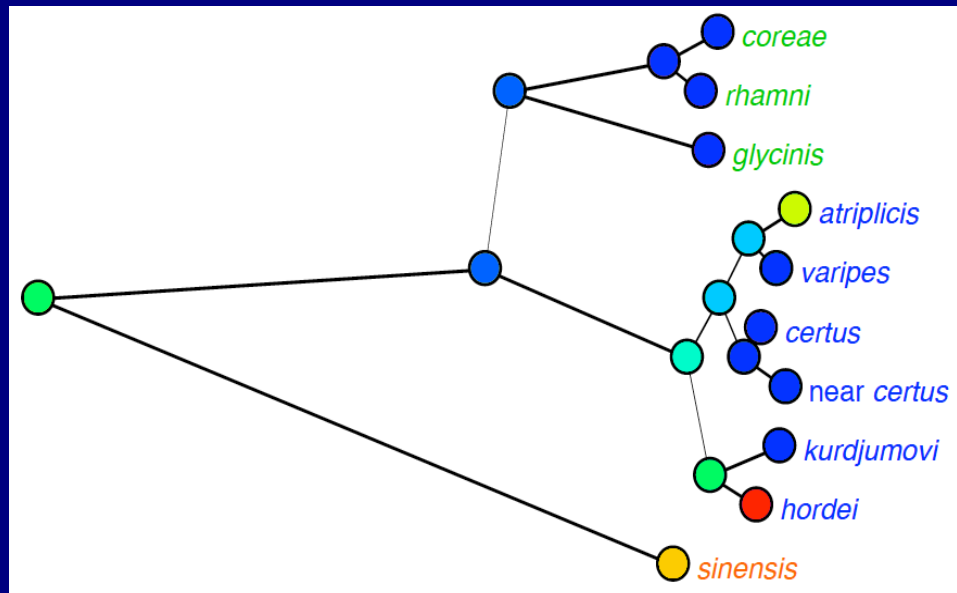 coreae
rhamni
glycinis
atriplicis
varipes
certus
near certus
kurdjumovi
hordei
sinensis